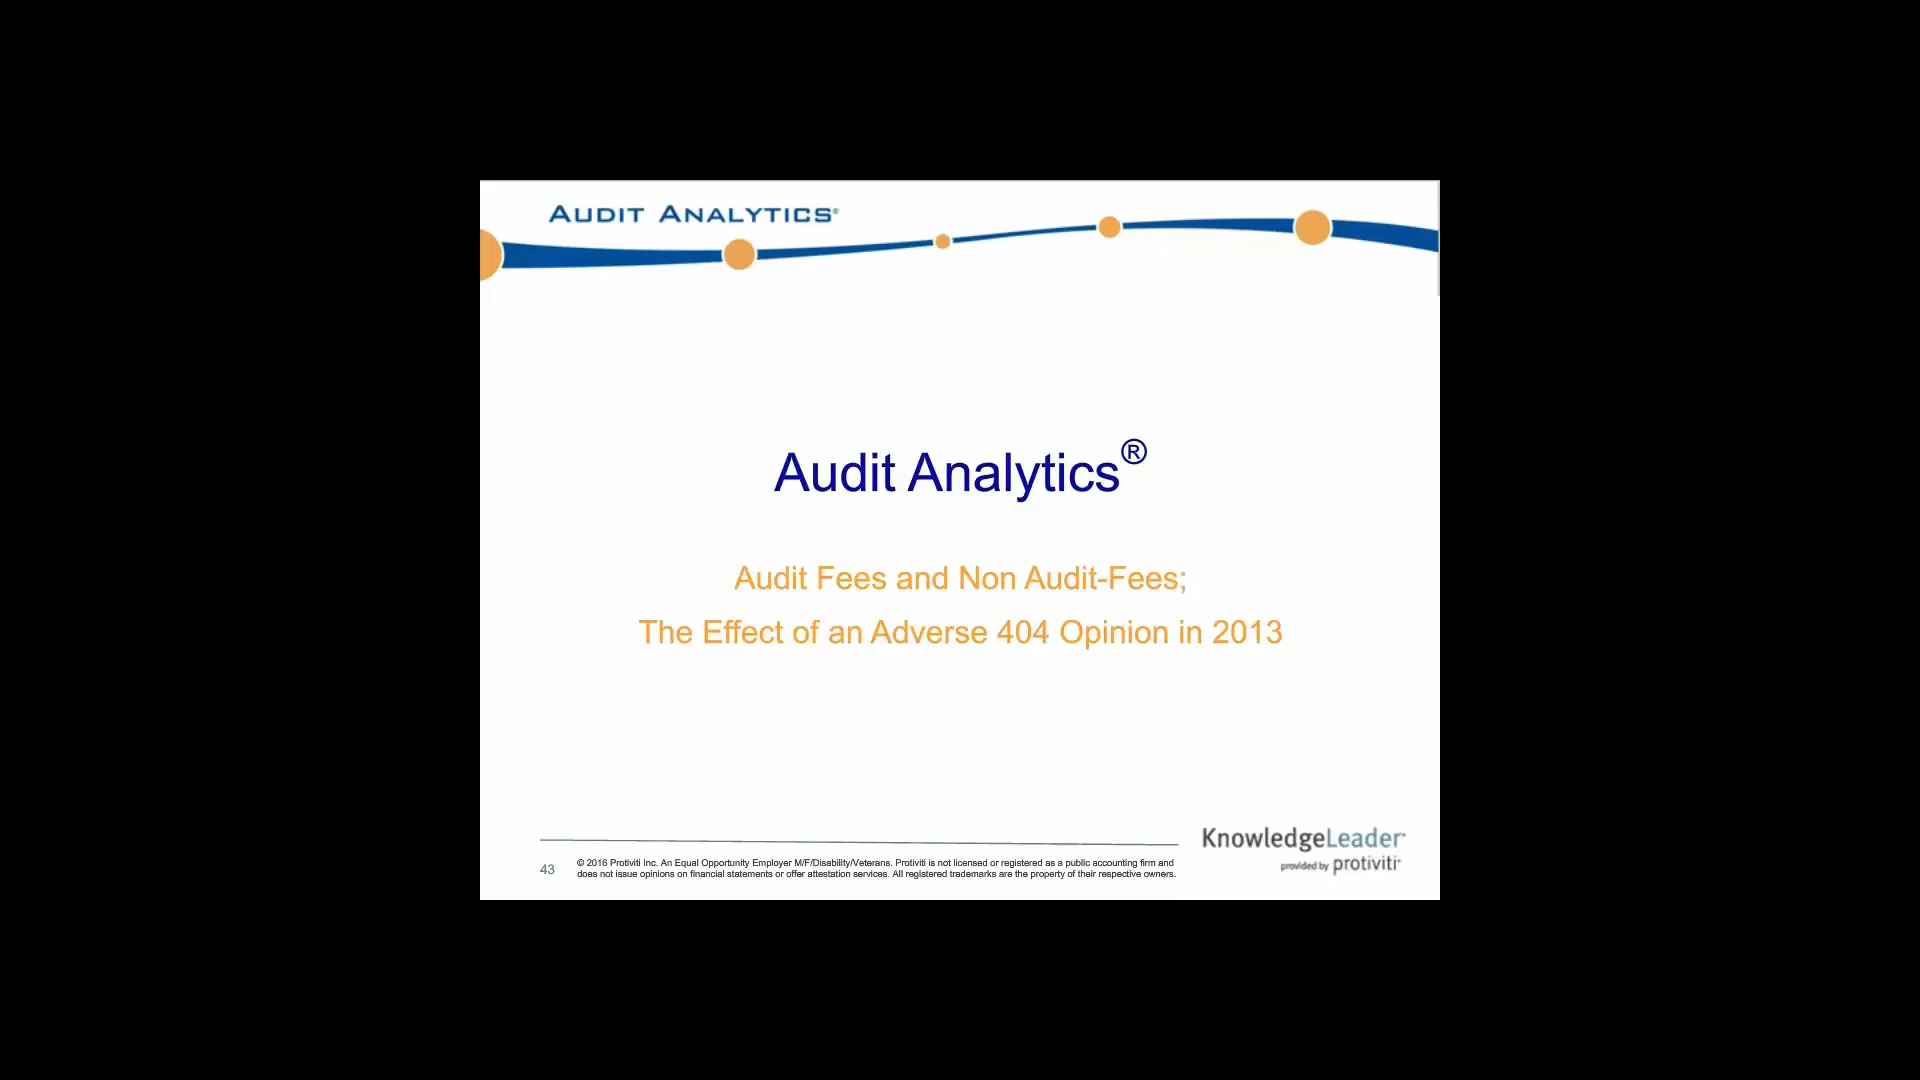 AUDIT ANALYTICS®
Audit Analytics®
Audit Fees and Non Audit-Fees;
The Effect of an Adverse 404 Opinion in 2013
KnowledgeLeader
provided by protiviti
43
© 2016 Protiviti Inc. An Equal Opportunity Employer M/F/Disability/Veterans. Protiviti is not licensed or registered as a public accounting firm and
does not issue opinions on financial statements or offer attestation services. All registered trademarks are the property of their respective owners.